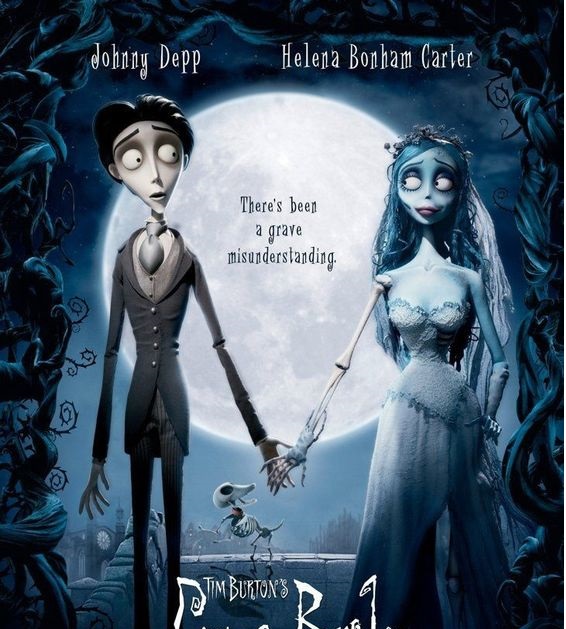 Johnny Depp Helena Bonham Carter
There's been
a grave
misunderstanding.
TIM BURTON'S